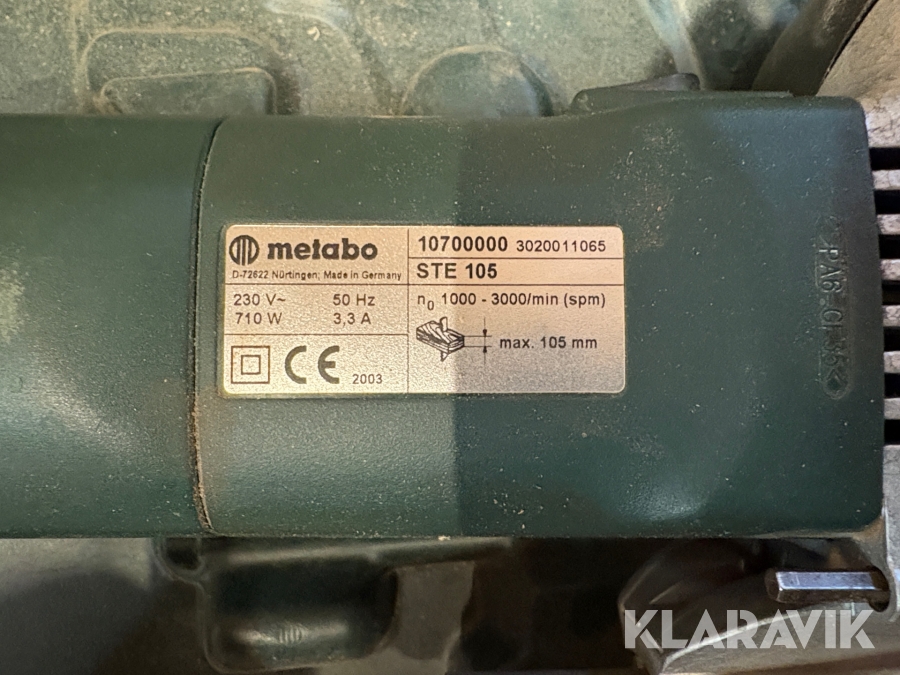 metabo
D-72622 Nürtingen; Made in Germany
10700000 3020011065
STE 105
230 V~ 50 Hz
710 W 3,3 A
n0 1000 - 3000/min (spm)
max. 105 mm
CE 2003
KLARAVIK